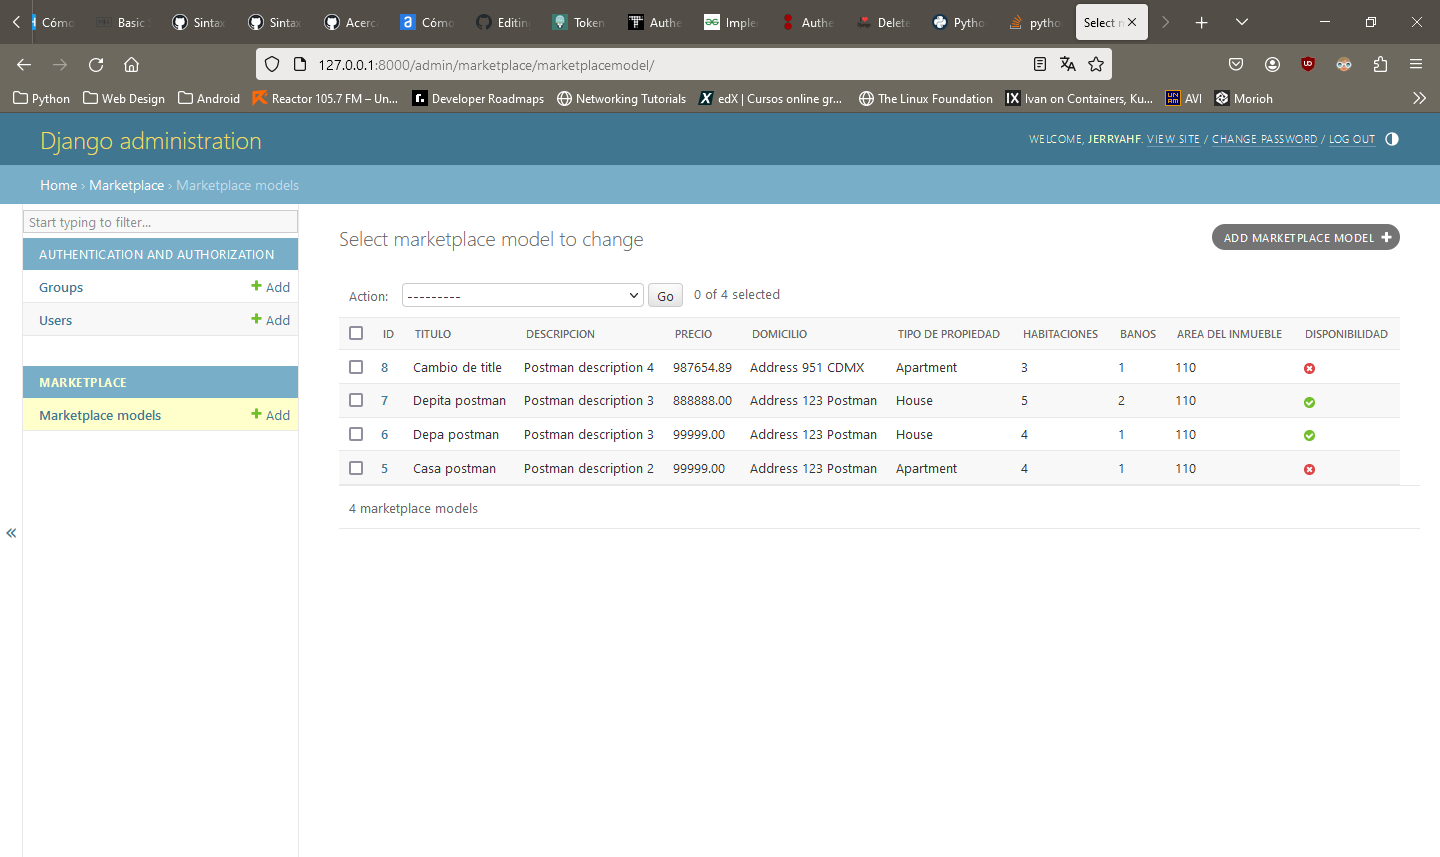 Cómo Basic Sintax Sintax Acerc Cómo Editin Token Authe Imple Authe Delete Pytho pytho Select
127.0.0.1:8000/admin/marketplace/marketplacemodel/
Python Web Design Android Reactor 105.7 FM – Un... Developer Roadmaps Networking Tutorials edX | Cursos online gr... The Linux Foundation Ivan on Containers, Ku... AVI Morioh
Django administration
WELCOME, JERRYAHF. VIEW SITE / CHANGE PASSWORD / LOG OUT
Home › Marketplace › Marketplace models
Start typing to filter...
AUTHENTICATION AND AUTHORIZATION
Groups Add
Users Add
MARKETPLACE
Marketplace models Add
Select marketplace model to change
ADD MARKETPLACE MODEL
Action: --------- Go 0 of 4 selected
ID TITULO DESCRIPCION PRECIO DOMICILIO TIPO DE PROPIEDAD HABITACIONES BANOS AREA DEL INMUEBLE DISPONIBILIDAD
8 Cambio de title Postman description 4 987654.89 Address 951 CDMX Apartment 3 1 110
7 Depita postman Postman description 3 888888.00 Address 123 Postman House 5 2 110
6 Depa postman Postman description 3 99999.00 Address 123 Postman House 4 1 110
5 Casa postman Postman description 2 99999.00 Address 123 Postman Apartment 4 1 110
4 marketplace models